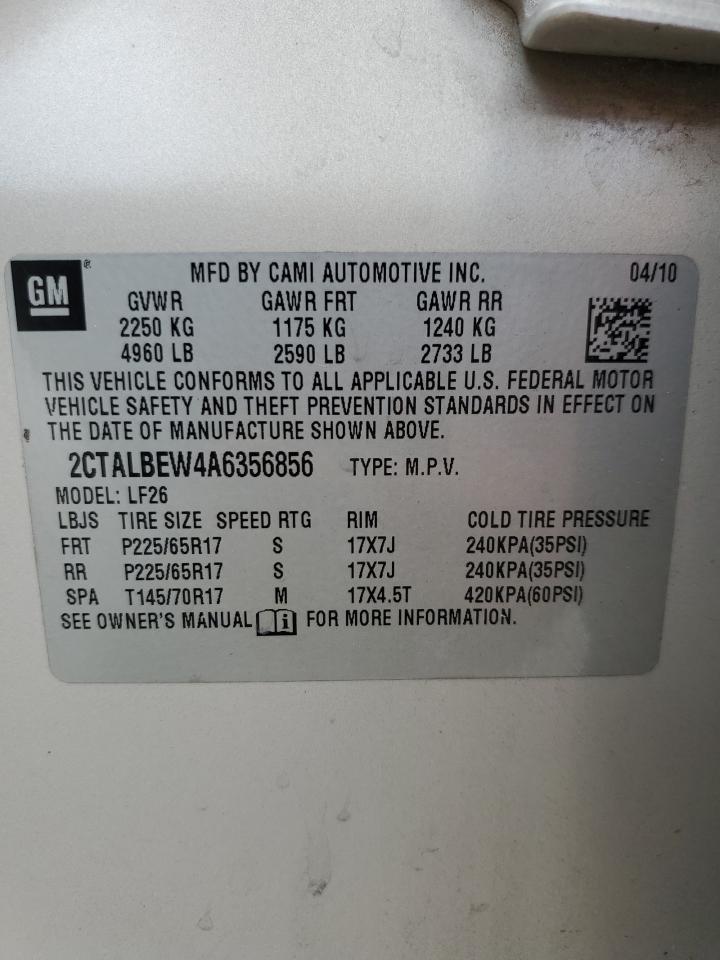 GM ® MFD BY CAMI AUTOMOTIVE INC. 04/10
GVWR GAWR FRT GAWR RR
2250 KG 1175 KG 1240 KG
4960 LB 2590 LB 2733 LB
THIS VEHICLE CONFORMS TO ALL APPLICABLE U.S. FEDERAL MOTOR
VEHICLE SAFETY AND THEFT PREVENTION STANDARDS IN EFFECT ON
THE DATE OF MANUFACTURE SHOWN ABOVE.
2CTALBEW4A6356856 TYPE: M.P.V.
MODEL: LF26
LBJS TIRE SIZE SPEED RTG RIM COLD TIRE PRESSURE
FRT P225/65R17 S 17X7J 240KPA(35PSI)
RR P225/65R17 S 17X7J 240KPA(35PSI)
SPA T145/70R17 M 17X4.5T 420KPA(60PSI)
SEE OWNER'S MANUAL i FOR MORE INFORMATION.